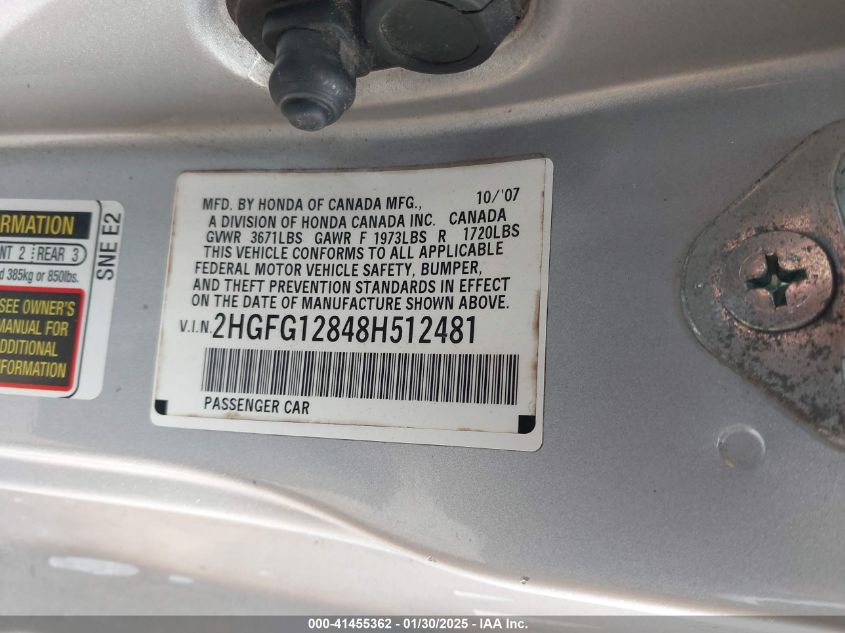 ORMATION
NT 2 REAR 3
d 385kg or 850lbs.
SEE OWNER'S
MANUAL FOR
ADDITIONAL
INFORMATION
SNE E2
MFD. BY HONDA OF CANADA MFG., 10/'07
A DIVISION OF HONDA CANADA INC. CANADA
GVWR 3671LBS GAWR F 1973LBS R 1720LBS
THIS VEHICLE CONFORMS TO ALL APPLICABLE
FEDERAL MOTOR VEHICLE SAFETY, BUMPER,
AND THEFT PREVENTION STANDARDS IN EFFECT
ON THE DATE OF MANUFACTURE SHOWN ABOVE.
V.I.N. 2HGFG12848H512481
PASSENGER CAR
000-41455362 - 01/30/2025 - IAA Inc.